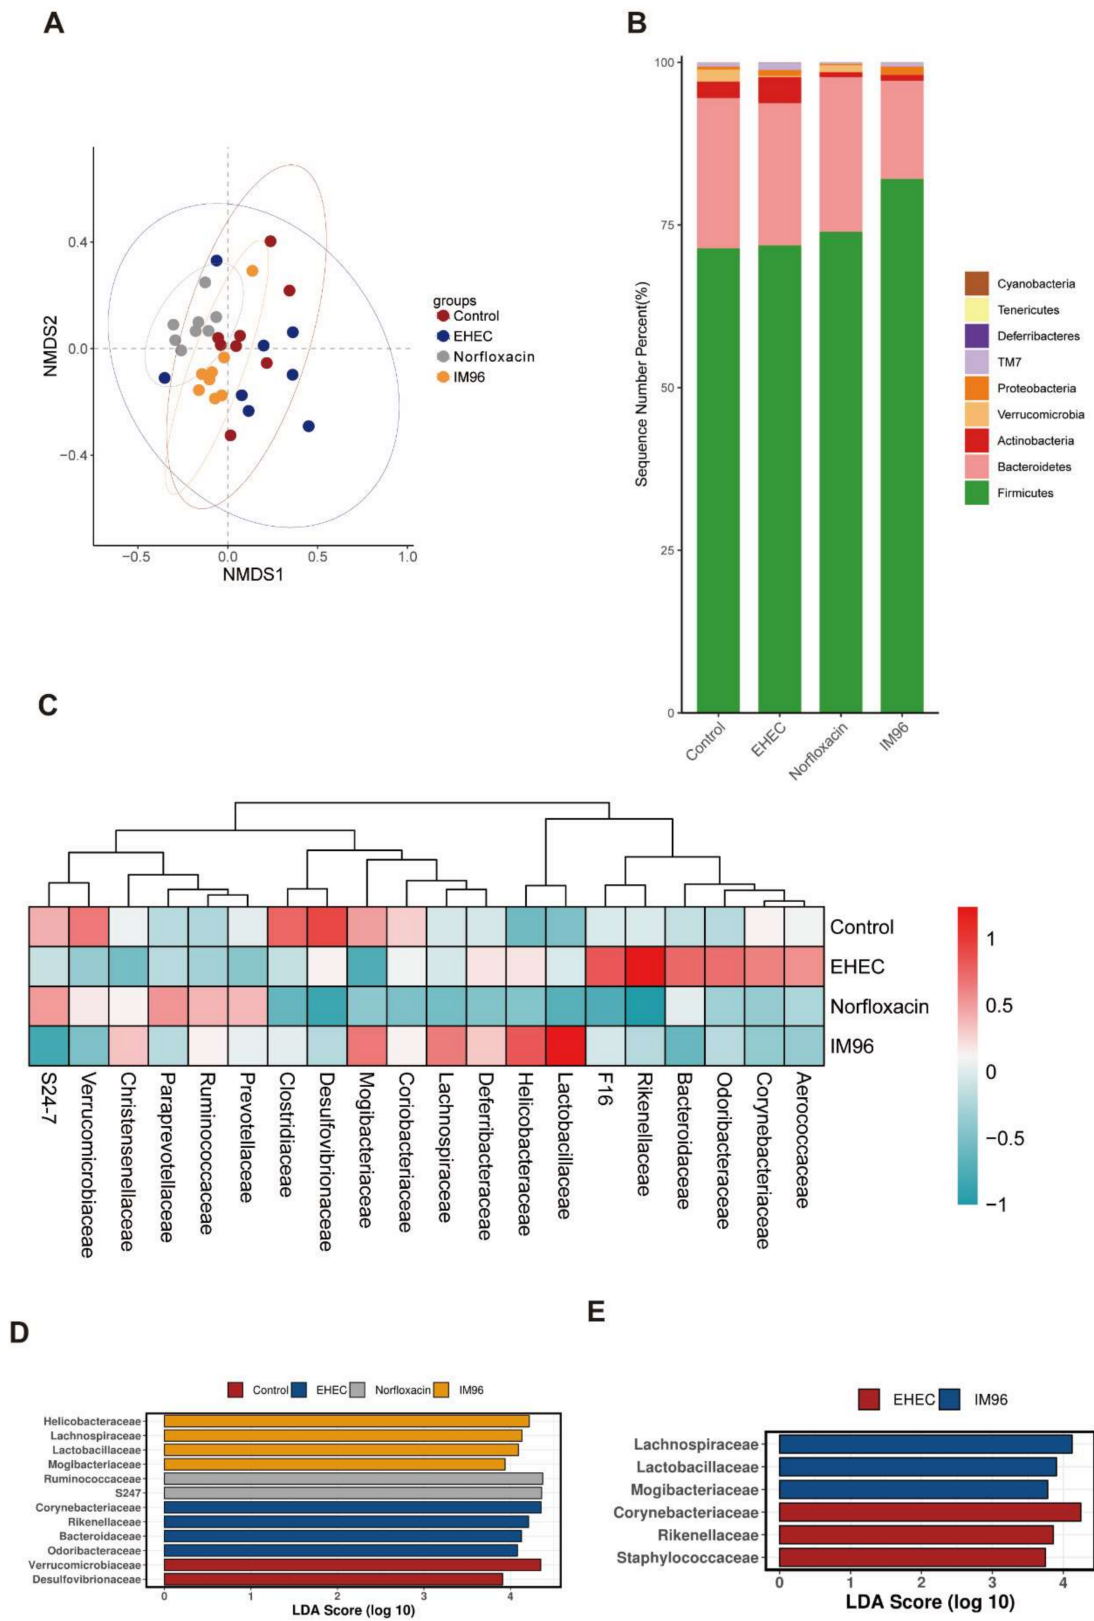 A
NMDS2
0.4
0.0
−0.4
−0.5
0.0
0.5
1.0
NMDS1
groups
Control
EHEC
Norfloxacin
IM96
B
Sequence Number Percent(%)
100
75
50
25
0
Control
EHEC
Norfloxacin
IM96
Cyanobacteria
Tenericutes
Deferribacteres
TM7
Proteobacteria
Verrucomicrobia
Actinobacteria
Bacteroidetes
Firmicutes
C
Control
EHEC
Norfloxacin
IM96
S24-7
Verrucomicrobiaceae
Christensenellaceae
Paraprevotellaceae
Ruminococcaceae
Prevotellaceae
Clostridiaceae
Desulfovibrionaceae
Mogibacteriaceae
Coriobacteriaceae
Lachnospiraceae
Deferribacteraceae
Helicobacteraceae
Lactobacillaceae
F16
Rikenellaceae
Bacteroidaceae
Odoribacteraceae
Corynebacteriaceae
Aerococcaceae
1
0.5
0
−0.5
−1
D
Control EHEC Norfloxacin IM96
Helicobacteraceae
Lachnospiraceae
Lactobacillaceae
Mogibacteriaceae
Ruminococcaceae
S247
Corynebacteriaceae
Rikenellaceae
Bacteroidaceae
Odoribacteraceae
Verrucomicrobiaceae
Desulfovibrionaceae
0 1 2 3 4
LDA Score (log 10)
E
EHEC IM96
Lachnospiraceae
Lactobacillaceae
Mogibacteriaceae
Corynebacteriaceae
Rikenellaceae
Staphylococcaceae
0 1 2 3 4
LDA Score (log 10)